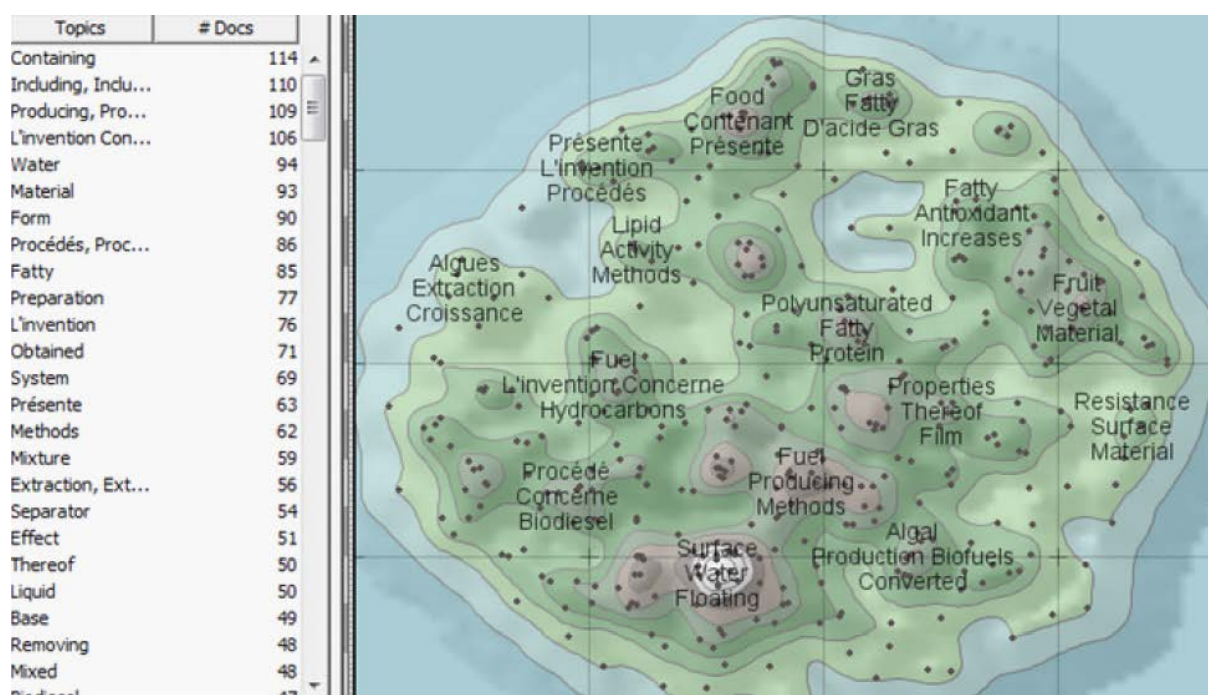 Topics # Docs
Containing 114
Including, Inclu... 110
Producing, Pro... 109
L'invention Con... 106
Water 94
Material 93
Form 90
Procédés, Proc... 86
Fatty 85
Preparation 77
L'invention 76
Obtained 71
System 69
Présente 63
Methods 62
Mixture 59
Extraction, Ext... 56
Separator 54
Effect 51
Thereof 50
Liquid 50
Base 49
Removing 48
Mixed 48
Food
Contenant
Présente
Gras
Fatty
D'acide Gras
Présente
L'invention
Procédés
Fatty
Antioxidant
Increases
Lipid
Activity
Methods
Algues
Extraction
Croissance
Fruit
Vegetal
Material
Polyunsaturated
Fatty
Protein
Fuel
L'invention Concerne
Hydrocarbons
Properties
Thereof
Film
Resistance
Surface
Material
Fuel
Producing
Methods
Procédé
Concerne
Biodiesel
Algal
Production Biofuels
Converted
Surface
Water
Floating